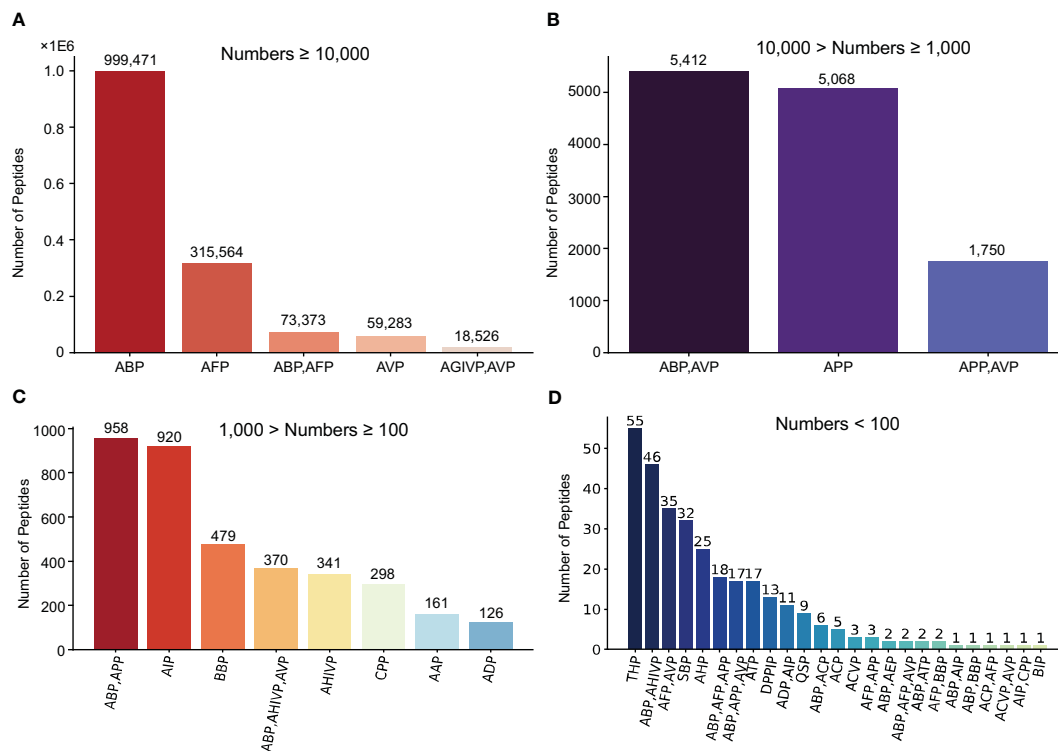 A
×1E6
Numbers ≥ 10,000
Number of Peptides
1.0
0.8
0.6
0.4
0.2
0
999,471
315,564
73,373
59,283
18,526
ABP
AFP
ABP,AFP
AVP
AGIVP,AVP
B
10,000 > Numbers ≥ 1,000
Number of Peptides
5000
4000
3000
2000
1000
0
5,412
5,068
1,750
ABP,AVP
APP
APP,AVP
C
1,000 > Numbers ≥ 100
Number of Peptides
1000
800
600
400
200
0
958
920
479
370
341
298
161
126
ABP,APP
AIP
BBP
ABP,AHIVP,AVP
AHIVP
CPP
AAP
ADP
D
Numbers < 100
Number of Peptides
50
40
30
20
10
0
55
46
35
32
25
18
17
17
13
11
9
6
5
3
3
2
2
2
2
1
1
1
1
1
1
THP
ABP,AHIVP
AFP,AVP
SBP
AHP
ABP,AFP,APP
ABP,APP,AVP
ATP
DPPIP
ADP,AIP
QSP
ABP,ACP
ACP
ACVP
AFP,APP
ABP,AEP
ABP,AFP,AVP
ABP,ATP
AFP,BBP
ABP,AIP
ABP,BBP
ACP,AFP
ACVP,AVP
AIP,CPP
BIP